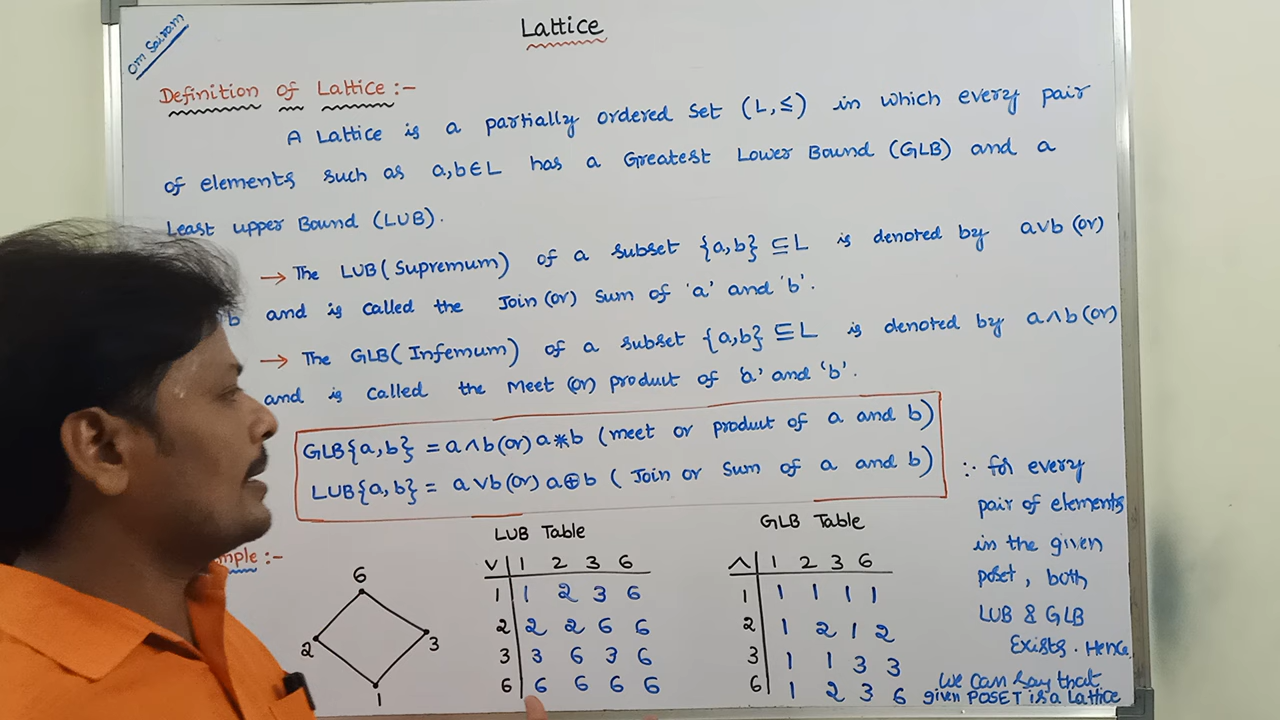 Om Sairam
Lattice
Definition of Lattice :-
A Lattice is a partially ordered set (L,≤) in which every pair
of elements such as a,b∈L has a Greatest Lower Bound (GLB) and a
Least upper Bound (LUB).
→ The LUB (Supremum) of a subset {a,b} ⊆ L is denoted by a∨b (or)
b and is called the Join (or) Sum of 'a' and 'b'.
→ The GLB (Infemum) of a subset {a,b} ⊆ L is denoted by a∧b (or)
and is called the Meet (or) product of 'a' and 'b'.
GLB{a,b} = a∧b (or) a*b (meet or product of a and b)
LUB{a,b} = a∨b (or) a⊕b (Join or Sum of a and b)
mple :-
6
2 3
1
LUB Table
∨ 1 2 3 6
1 1 2 3 6
2 2 2 6 6
3 3 6 3 6
6 6 6 6 6
GLB Table
∧ 1 2 3 6
1 1 1 1 1
2 1 2 1 2
3 1 1 3 3
6 1 2 3 6
∴ for every
pair of elements
in the given
poset, both
LUB & GLB
Exists. Hence
we can say that
given POSET is a Lattice